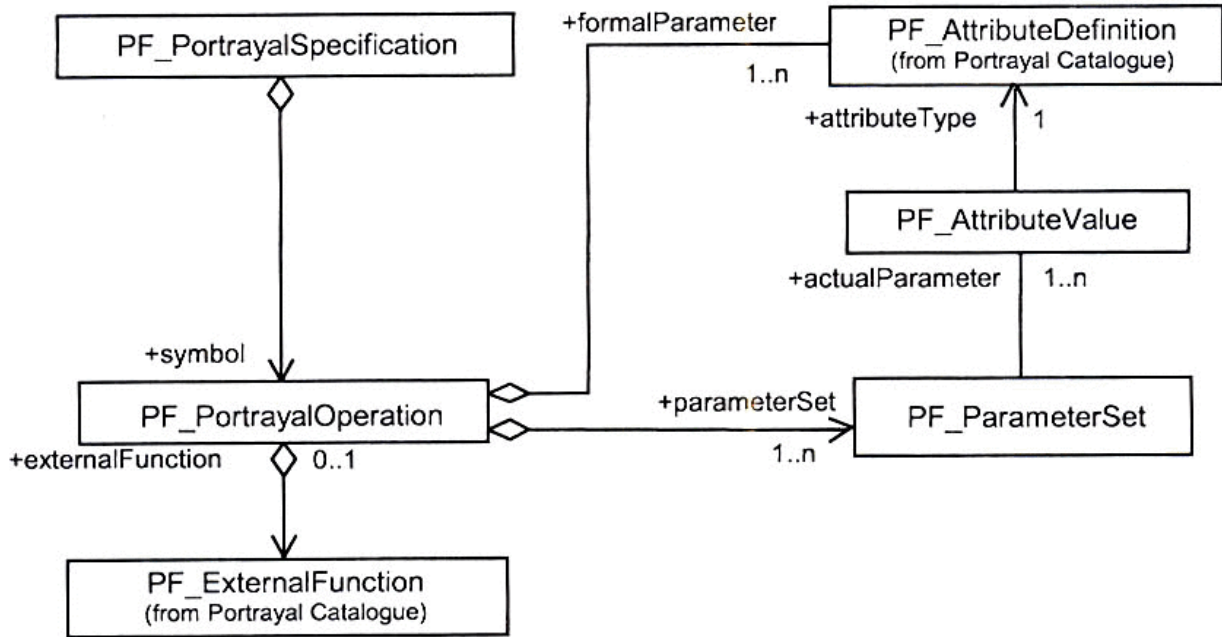 PF_PortrayalSpecification
+formalParameter
1..n
PF_AttributeDefinition
(from Portrayal Catalogue)
+attributeType
1
PF_AttributeValue
+actualParameter
1..n
+symbol
PF_PortrayalOperation
+parameterSet
1..n
PF_ParameterSet
+externalFunction
0..1
PF_ExternalFunction
(from Portrayal Catalogue)